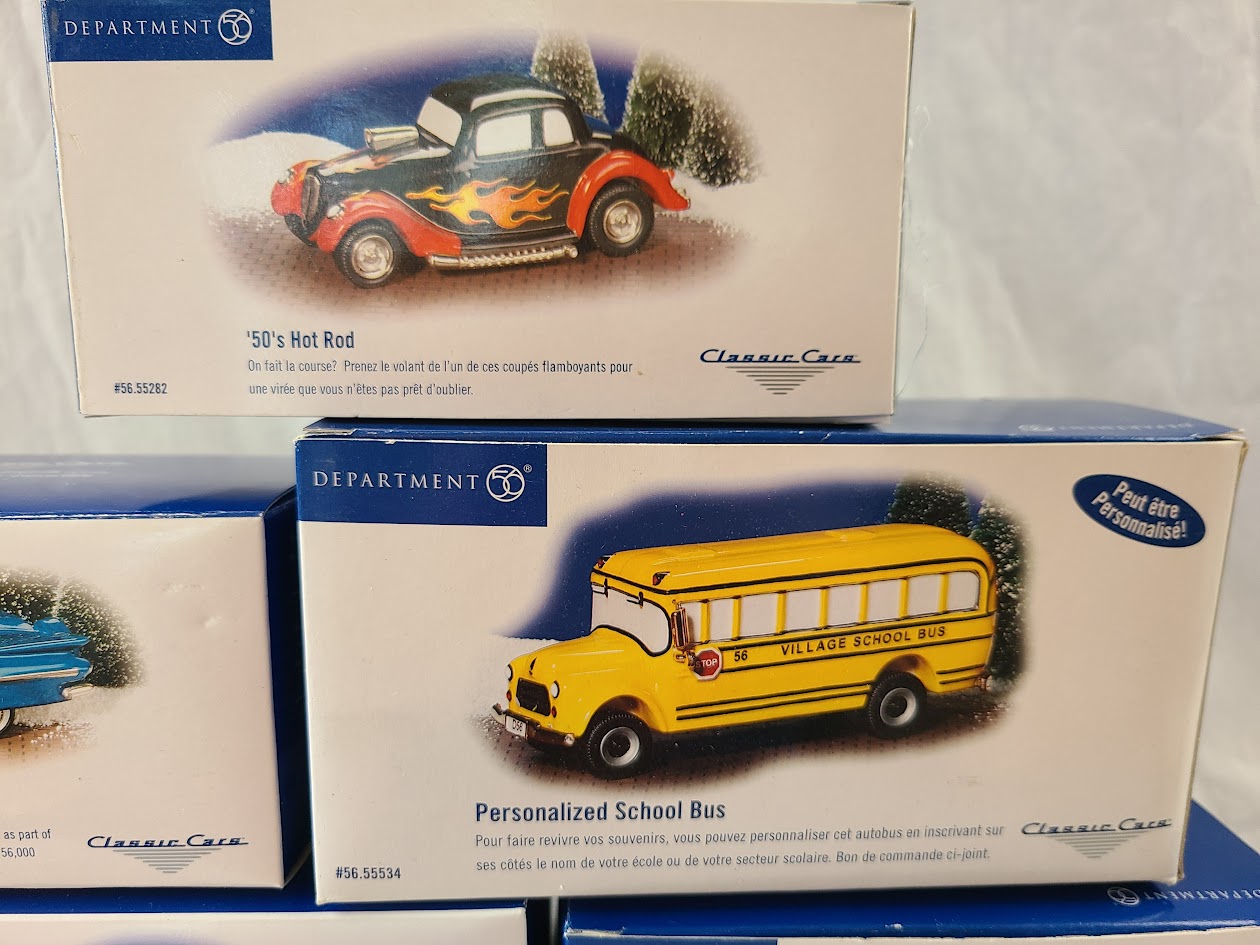 DEPARTMENT 56®
'50's Hot Rod
On fait la course? Prenez le volant de l'un de ces coupés flamboyants pour
une virée que vous n'êtes pas prêt d'oublier.
#56.55282
Classic Cars
DEPARTMENT 56®
Peut être
Personnalisé!
STOP
56
VILLAGE SCHOOL BUS
D56
Personalized School Bus
Pour faire revivre vos souvenirs, vous pouvez personnaliser cet autobus en inscrivant sur
ses côtés le nom de votre école ou de votre secteur scolaire. Bon de commande ci-joint.
#56.55534
Classic Cars
as part of
56,000
Classic Cars
DEPARTMENT 56